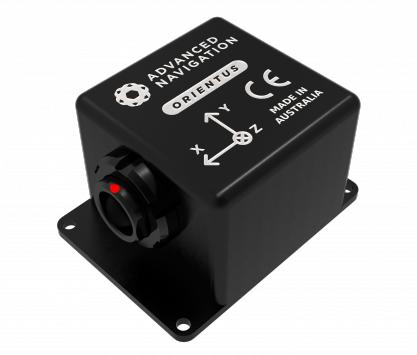 ADVANCED
NAVIGATION
ORIENTUS
CE
MADE IN
AUSTRALIA
Y
X
Z